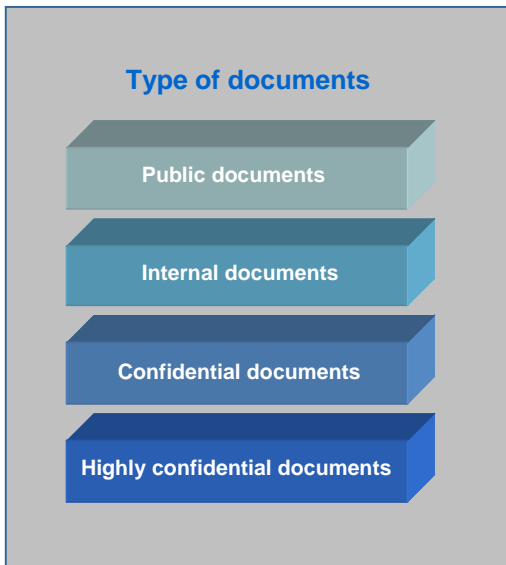 Type of documents
Public documents
Internal documents
Confidential documents
Highly confidential documents